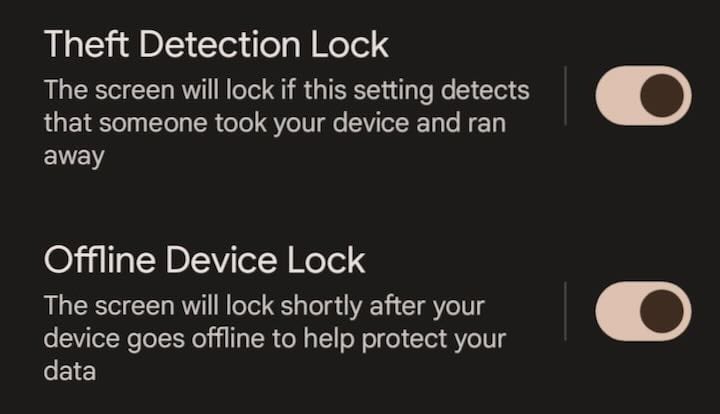 Theft Detection Lock
The screen will lock if this setting detects
that someone took your device and ran
away
Offline Device Lock
The screen will lock shortly after your
device goes offline to help protect your
data